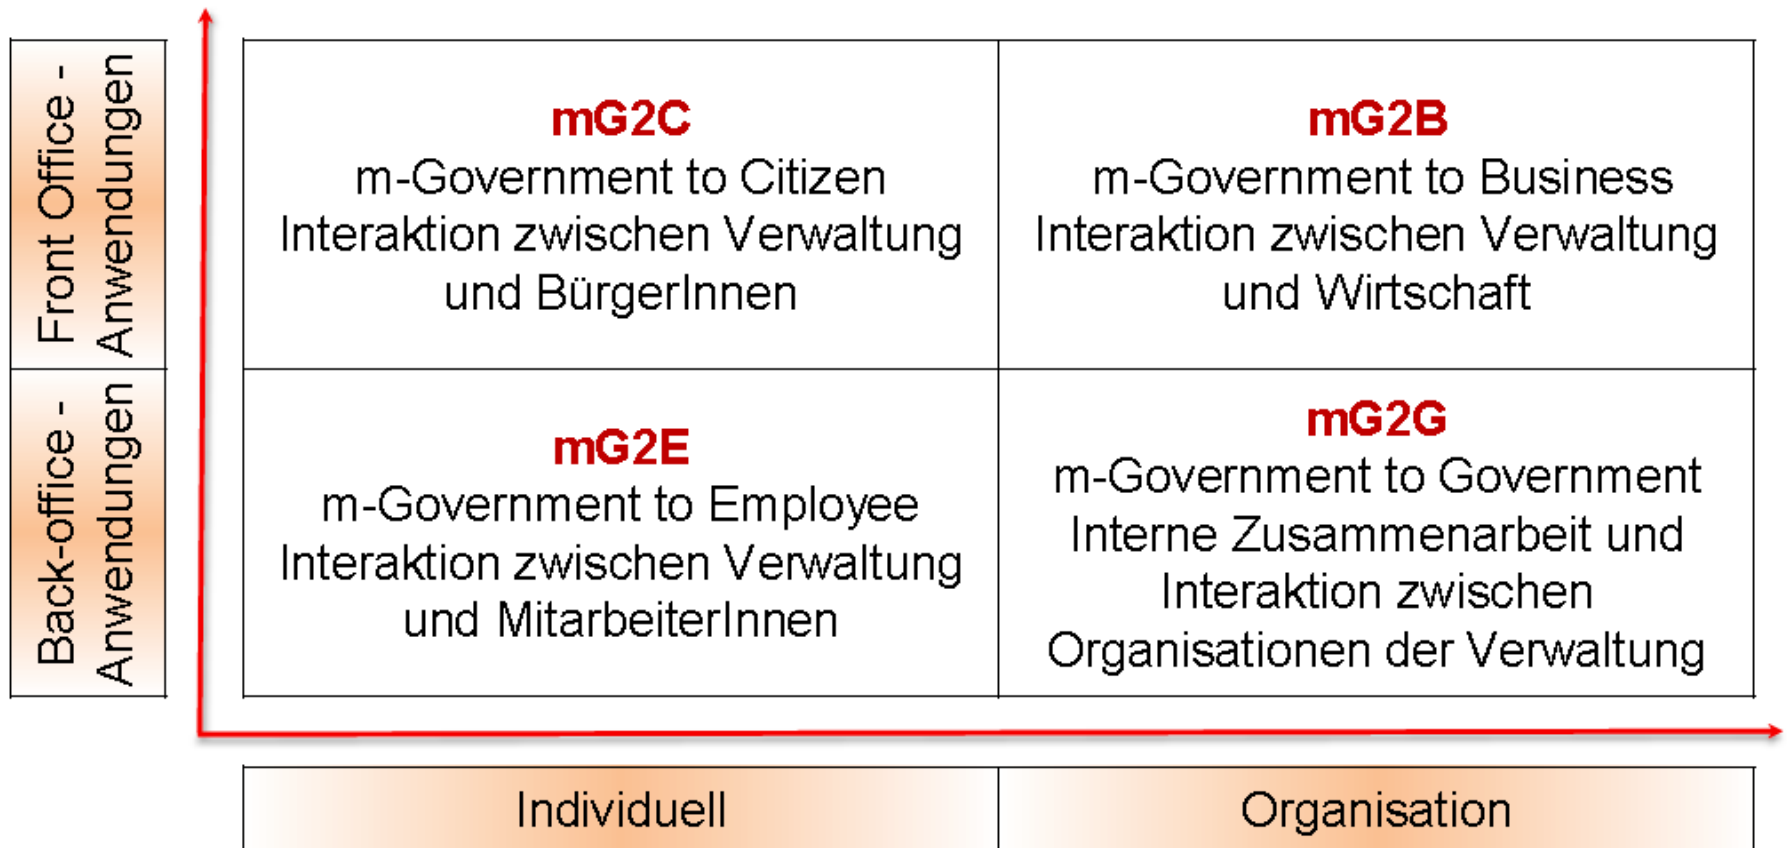 Front Office -
Anwendungen
mG2C
m-Government to Citizen
Interaktion zwischen Verwaltung
und BürgerInnen
mG2B
m-Government to Business
Interaktion zwischen Verwaltung
und Wirtschaft
Back-office -
Anwendungen
mG2E
m-Government to Employee
Interaktion zwischen Verwaltung
und MitarbeiterInnen
mG2G
m-Government to Government
Interne Zusammenarbeit und
Interaktion zwischen
Organisationen der Verwaltung
Individuell
Organisation